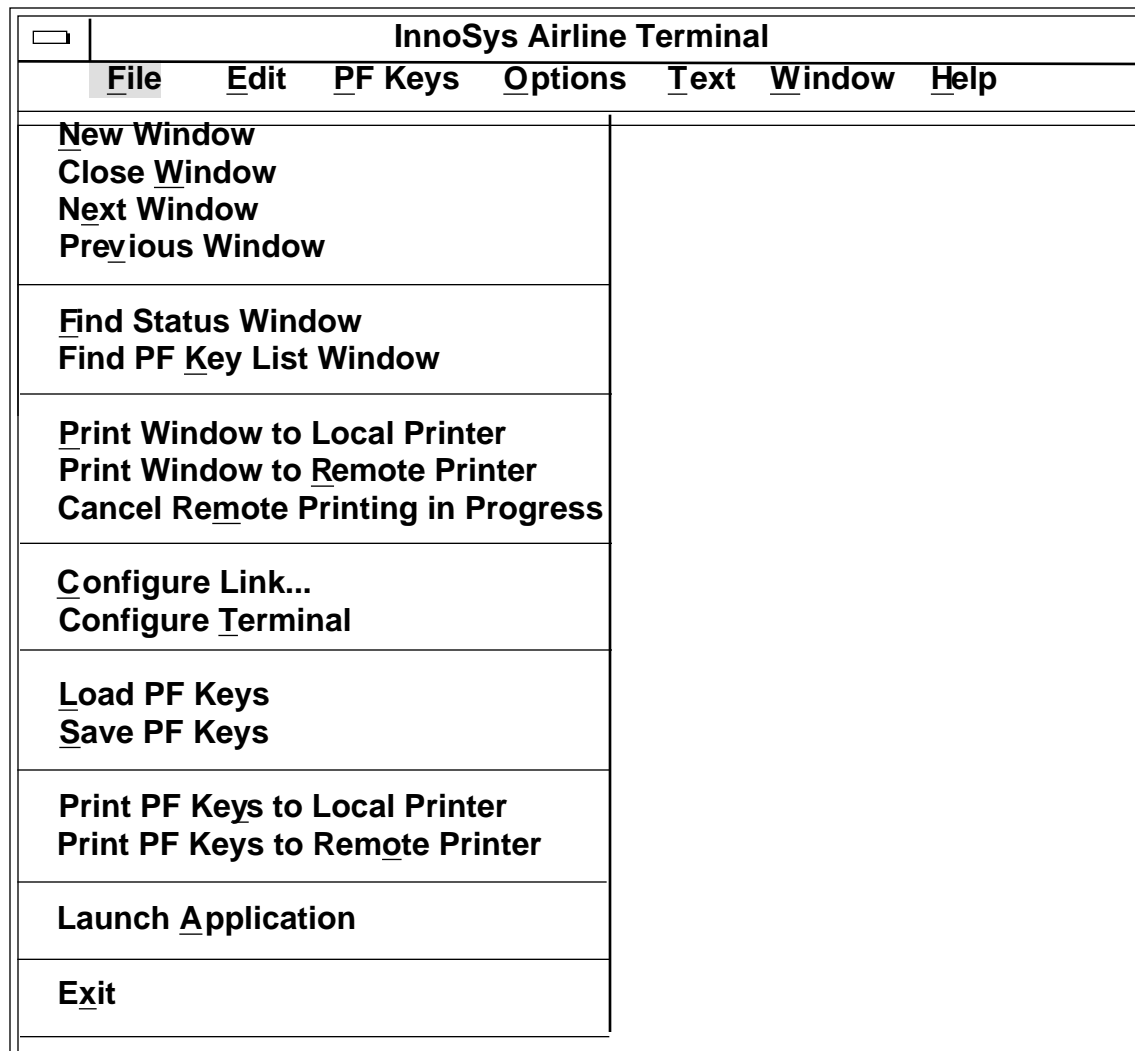 InnoSys Airline Terminal
File Edit PF Keys Options Text Window Help
New Window
Close Window
Next Window
Previous Window
Find Status Window
Find PF Key List Window
Print Window to Local Printer
Print Window to Remote Printer
Cancel Remote Printing in Progress
Configure Link...
Configure Terminal
Load PF Keys
Save PF Keys
Print PF Keys to Local Printer
Print PF Keys to Remote Printer
Launch Application
Exit